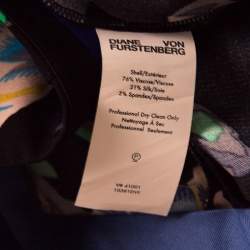 DIANE VON
FURSTENBERG
Shell/Extérieur
76% Viscose/Viscose
21% Silk/Soie
3% Spandex/Spandex
Professional Dry Clean Only
Nettoyage A Sec
Professionnel Seulement
P